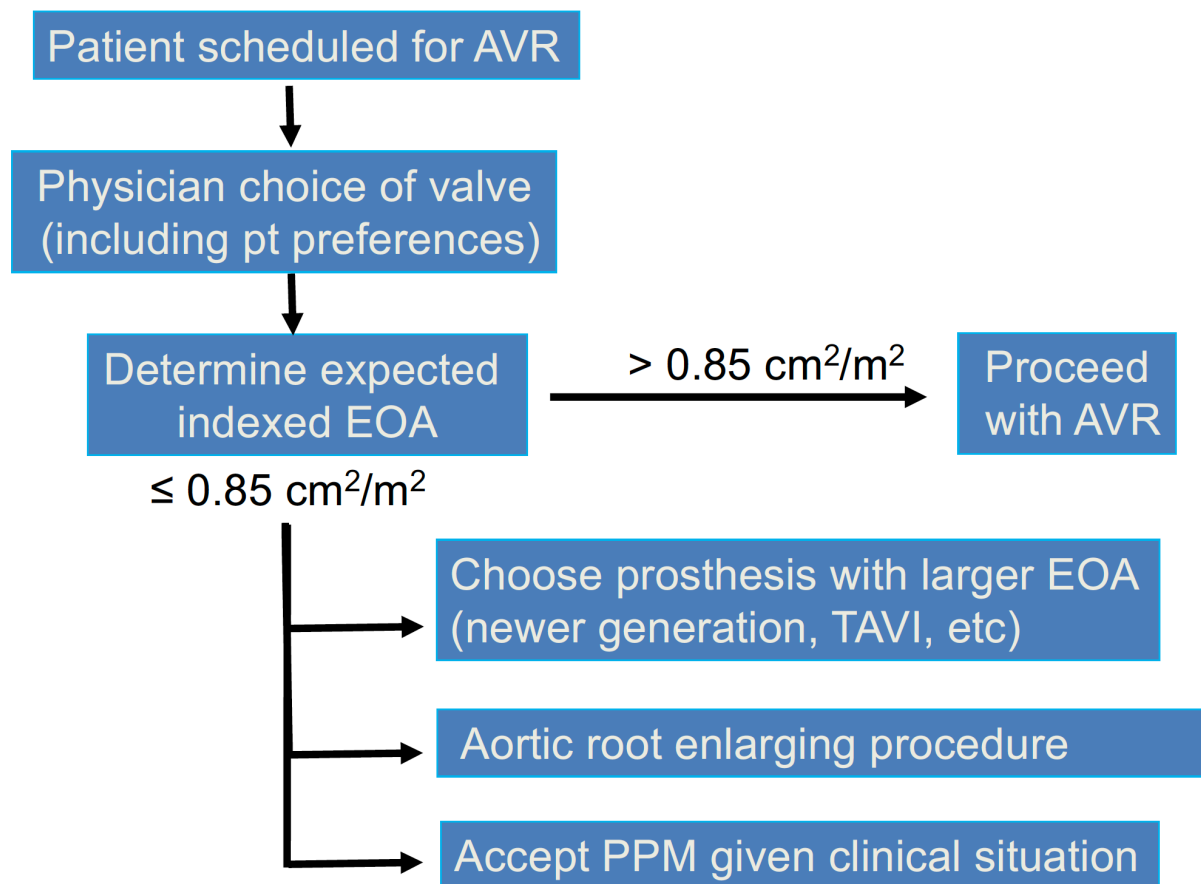 Patient scheduled for AVR
Physician choice of valve
(including pt preferences)
Determine expected
indexed EOA
> 0.85 cm²/m²
Proceed
with AVR
≤ 0.85 cm²/m²
Choose prosthesis with larger EOA
(newer generation, TAVI, etc)
Aortic root enlarging procedure
Accept PPM given clinical situation